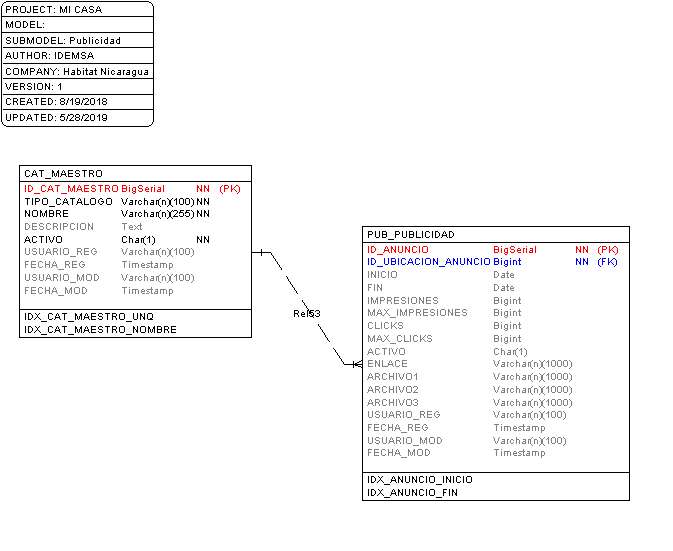 PROJECT: MI CASA
MODEL:
SUBMODEL: Publicidad
AUTHOR: IDEMSA
COMPANY: Habitat Nicaragua
VERSION: 1
CREATED: 8/19/2018
UPDATED: 5/28/2019
CAT_MAESTRO
ID_CAT_MAESTRO BigSerial NN (PK)
TIPO_CATALOGO Varchar(n)(100) NN
NOMBRE Varchar(n)(255) NN
DESCRIPCION Text
ACTIVO Char(1) NN
USUARIO_REG Varchar(n)(100)
FECHA_REG Timestamp
USUARIO_MOD Varchar(n)(100)
FECHA_MOD Timestamp
IDX_CAT_MAESTRO_UNQ
IDX_CAT_MAESTRO_NOMBRE
Rel53
PUB_PUBLICIDAD
ID_ANUNCIO BigSerial NN (PK)
ID_UBICACION_ANUNCIO Bigint NN (FK)
INICIO Date
FIN Date
IMPRESIONES Bigint
MAX_IMPRESIONES Bigint
CLICKS Bigint
MAX_CLICKS Bigint
ACTIVO Char(1)
ENLACE Varchar(n)(1000)
ARCHIVO1 Varchar(n)(1000)
ARCHIVO2 Varchar(n)(1000)
ARCHIVO3 Varchar(n)(1000)
USUARIO_REG Varchar(n)(100)
FECHA_REG Timestamp
USUARIO_MOD Varchar(n)(100)
FECHA_MOD Timestamp
IDX_ANUNCIO_INICIO
IDX_ANUNCIO_FIN